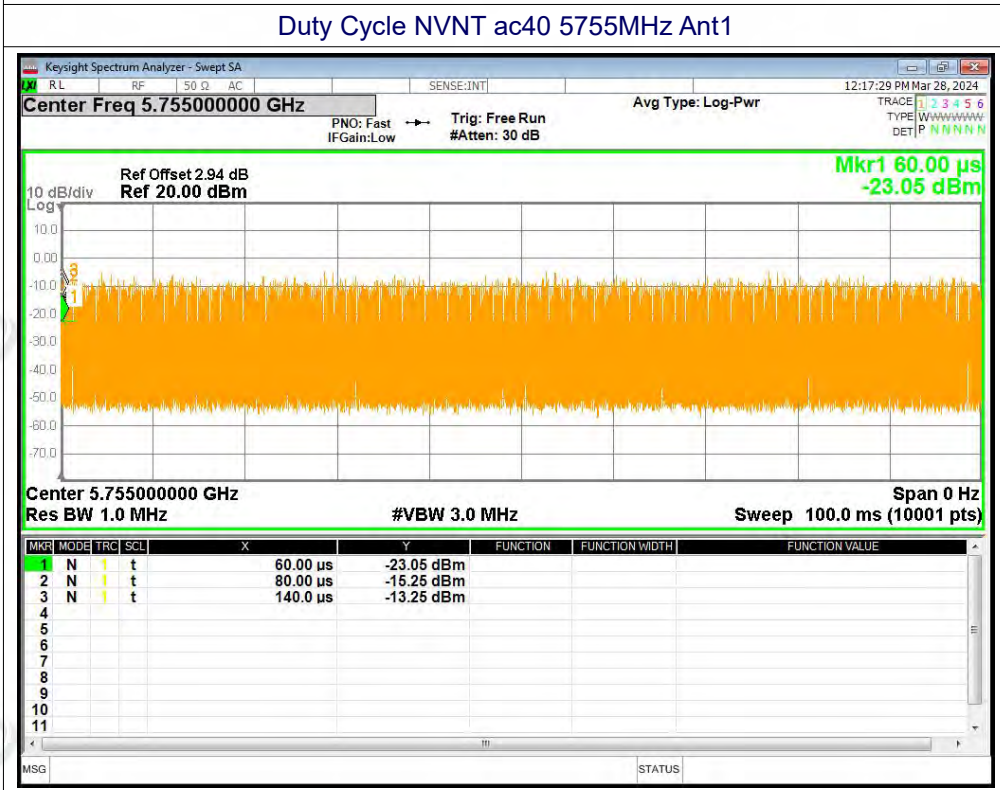 Duty Cycle NVNT ac40 5755MHz Ant1
Keysight Spectrum Analyzer - Swept SA
LXI RL RF 50 Ω AC SENSE:INT 12:17:29 PM Mar 28, 2024
Center Freq 5.755000000 GHz Avg Type: Log-Pwr TRACE 1 2 3 4 5 6
PNO: Fast Trig: Free Run TYPE WWWWWW
IFGain:Low #Atten: 30 dB DET P N N N N N
Mkr1 60.00 µs
Ref Offset 2.94 dB
10 dB/div Ref 20.00 dBm -23.05 dBm
Log
10.0
0.00
-10.0
-20.0
-30.0
-40.0
-50.0
-60.0
-70.0
3
1
Center 5.755000000 GHz Span 0 Hz
Res BW 1.0 MHz #VBW 3.0 MHz Sweep 100.0 ms (10001 pts)
MKR MODE TRC SCL X Y FUNCTION FUNCTION WIDTH FUNCTION VALUE
1 N 1 t 60.00 µs -23.05 dBm
2 N 1 t 80.00 µs -15.25 dBm
3 N 1 t 140.0 µs -13.25 dBm
4
5
6
7
8
9
10
11
MSG STATUS